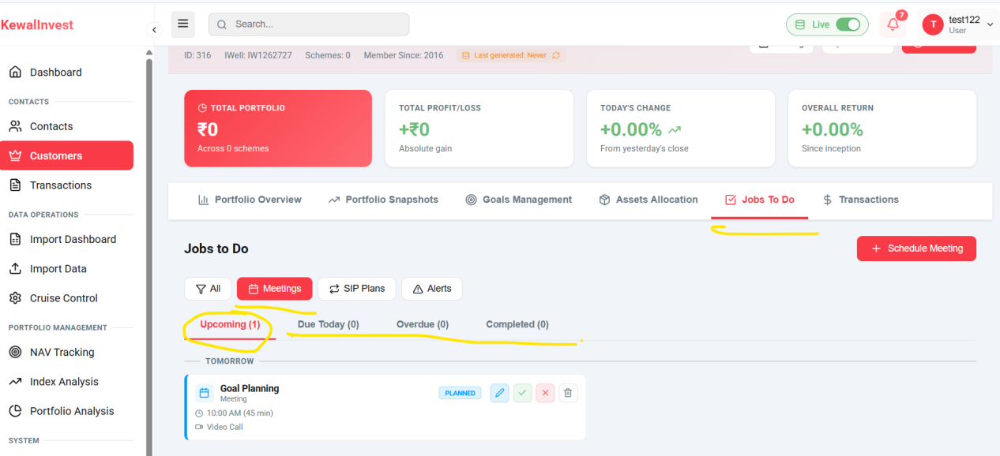 KewalInvest
Search...
Live
7
T
test122
User
ID: 316 IWell: IW1262727 Schemes: 0 Member Since: 2016 Last generated: Never
Dashboard
CONTACTS
Contacts
Customers
Transactions
DATA OPERATIONS
Import Dashboard
Import Data
Cruise Control
PORTFOLIO MANAGEMENT
NAV Tracking
Index Analysis
Portfolio Analysis
SYSTEM
TOTAL PORTFOLIO
₹0
Across 0 schemes
TOTAL PROFIT/LOSS
+₹0
Absolute gain
TODAY'S CHANGE
+0.00%
From yesterday's close
OVERALL RETURN
+0.00%
Since inception
Portfolio Overview Portfolio Snapshots Goals Management Assets Allocation Jobs To Do Transactions
Jobs to Do
+ Schedule Meeting
All Meetings SIP Plans Alerts
Upcoming (1) Due Today (0) Overdue (0) Completed (0)
TOMORROW
Goal Planning
Meeting
PLANNED
10:00 AM (45 min)
Video Call